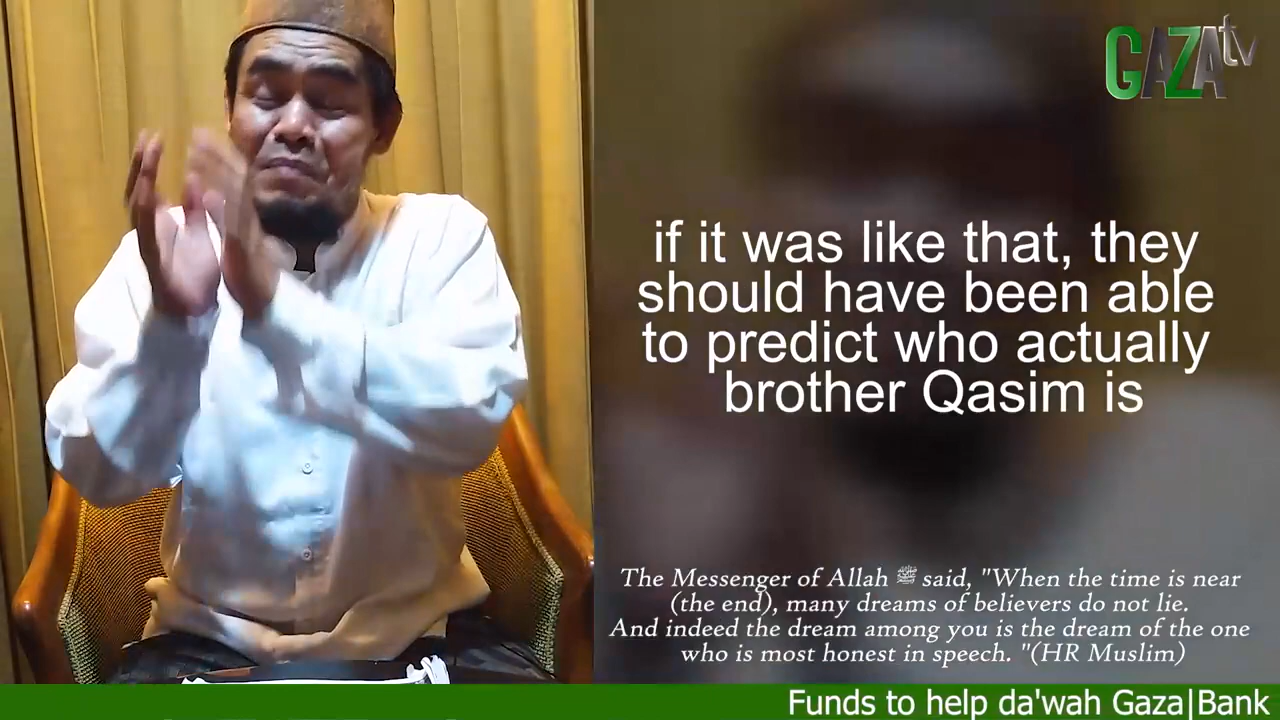 GAZAtv
if it was like that, they
should have been able
to predict who actually
brother Qasim is
The Messenger of Allah ﷺ said, "When the time is near
(the end), many dreams of believers do not lie.
And indeed the dream among you is the dream of the one
who is most honest in speech. "(HR Muslim)
Funds to help da'wah Gaza|Bank